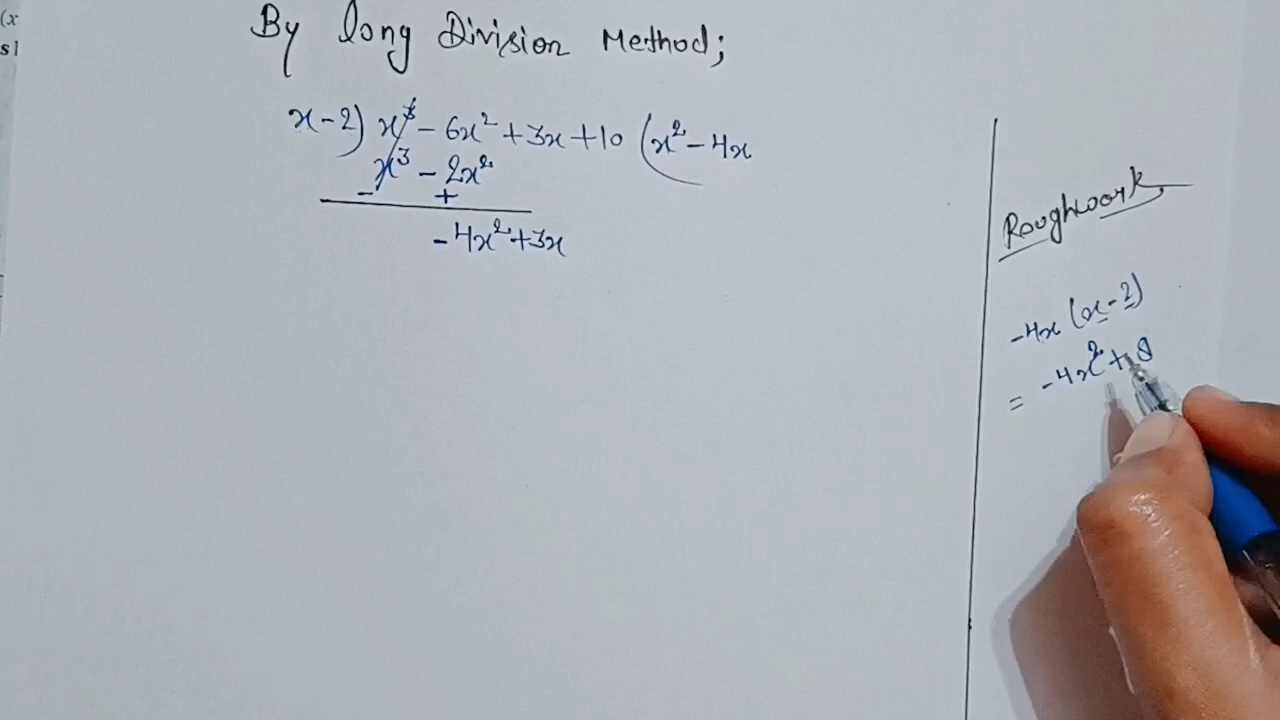 (x
sl
By long Division Method;
x-2) x³ - 6x² + 3x + 10 (x² - 4x
x³ - 2x²
- +
- 4x² + 3x
Roughwork
-4x (x-2)
= -4x² + 8